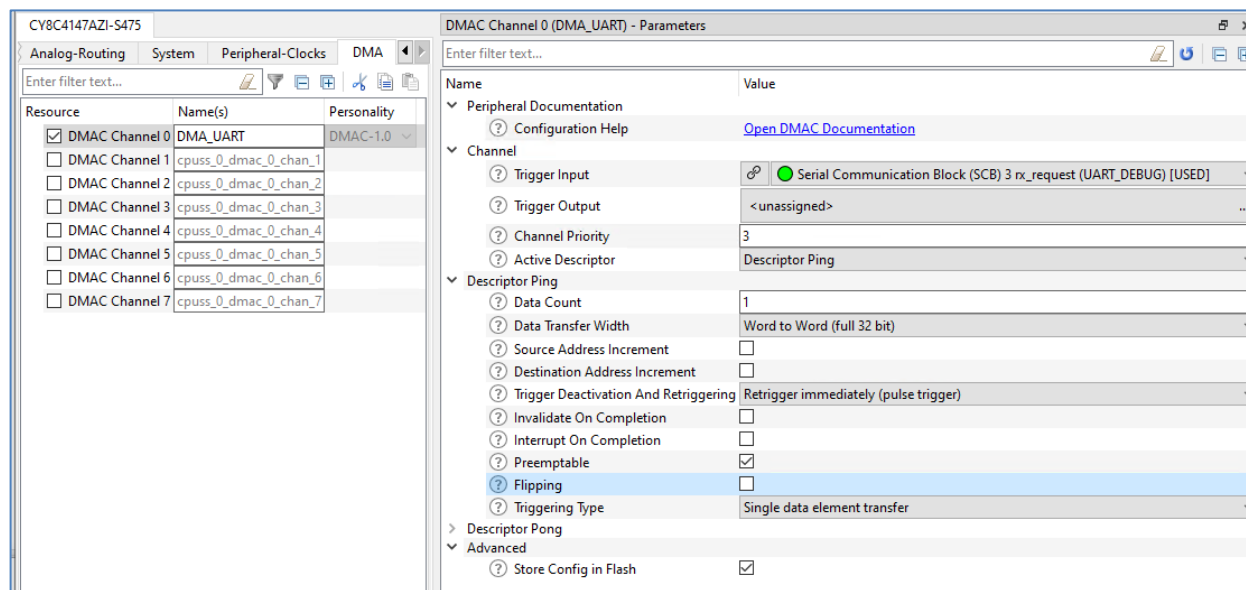 CY8C4147AZI-S475
Analog-Routing System Peripheral-Clocks DMA
Enter filter text...
Resource Name(s) Personality
DMAC Channel 0 DMA_UART DMAC-1.0
DMAC Channel 1 cpuss_0_dmac_0_chan_1
DMAC Channel 2 cpuss_0_dmac_0_chan_2
DMAC Channel 3 cpuss_0_dmac_0_chan_3
DMAC Channel 4 cpuss_0_dmac_0_chan_4
DMAC Channel 5 cpuss_0_dmac_0_chan_5
DMAC Channel 6 cpuss_0_dmac_0_chan_6
DMAC Channel 7 cpuss_0_dmac_0_chan_7
DMAC Channel 0 (DMA_UART) - Parameters
Enter filter text...
Name Value
Peripheral Documentation
Configuration Help Open DMAC Documentation
Channel
Trigger Input Serial Communication Block (SCB) 3 rx_request (UART_DEBUG) [USED]
Trigger Output <unassigned> ...
Channel Priority 3
Active Descriptor Descriptor Ping
Descriptor Ping
Data Count 1
Data Transfer Width Word to Word (full 32 bit)
Source Address Increment
Destination Address Increment
Trigger Deactivation And Retriggering Retrigger immediately (pulse trigger)
Invalidate On Completion
Interrupt On Completion
Preemptable
Flipping
Triggering Type Single data element transfer
Descriptor Pong
Advanced
Store Config in Flash